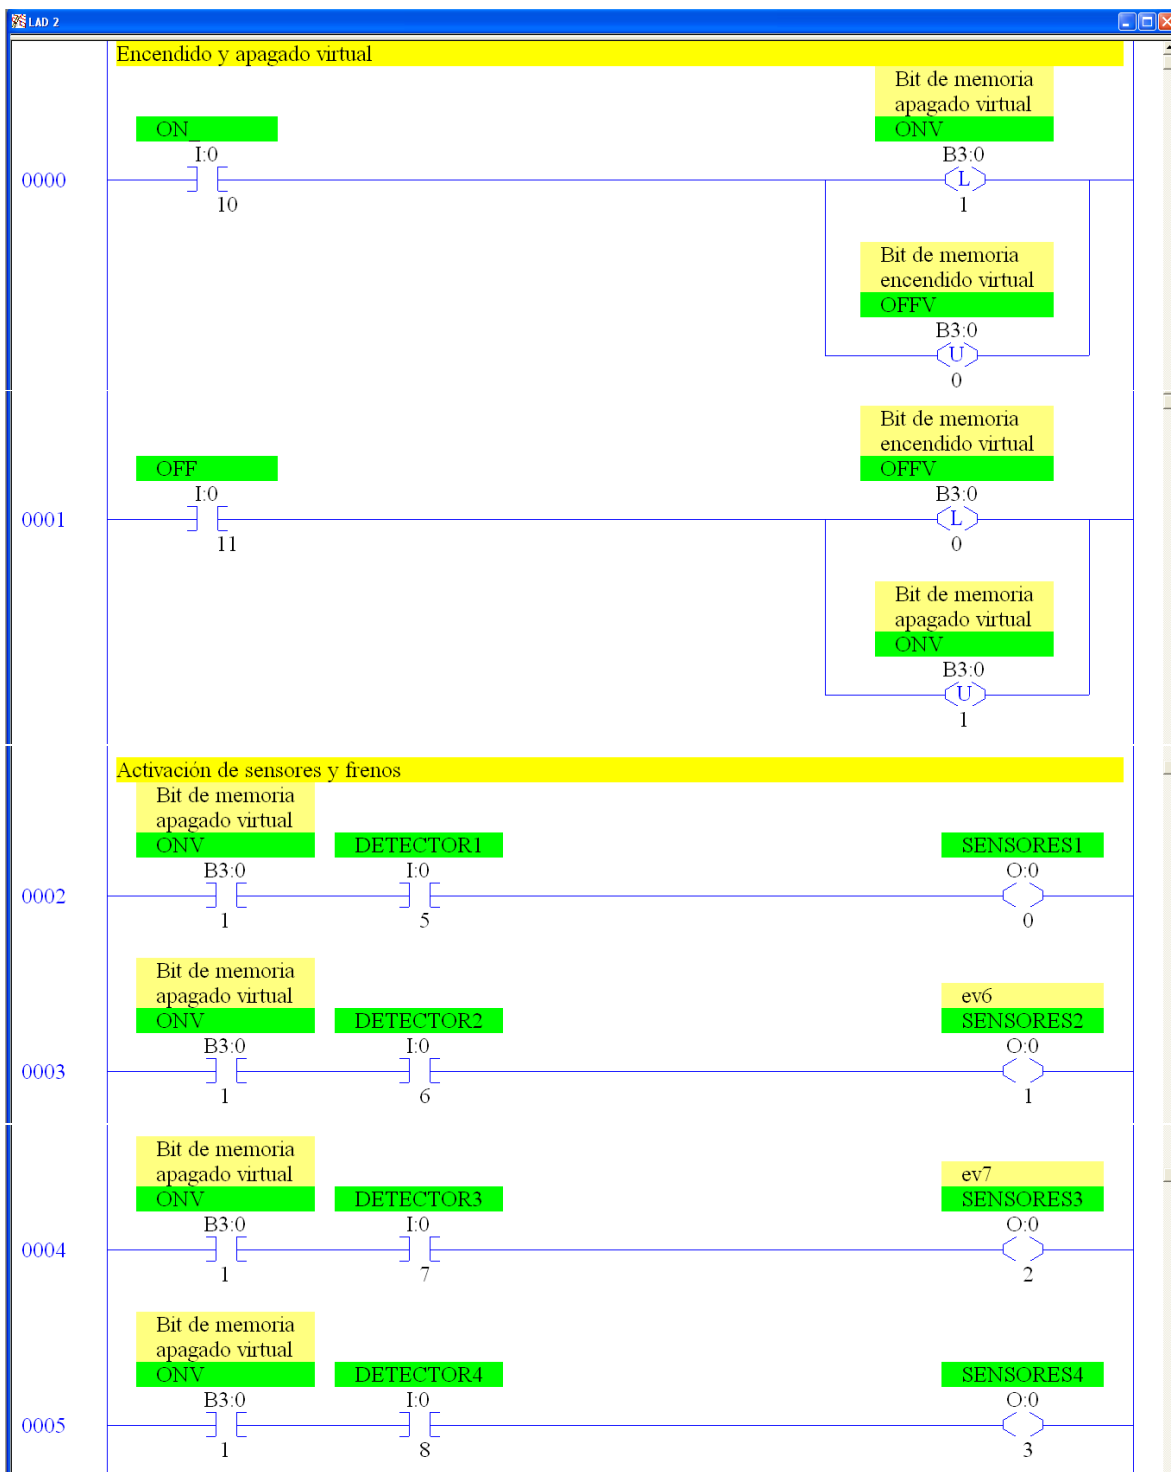 LAD 2
Encendido y apagado virtual
Bit de memoria
apagado virtual
ON_
ONV
I:0
B3:0
0000
L
10
1
Bit de memoria
encendido virtual
OFFV
B3:0
U
0
Bit de memoria
encendido virtual
OFF
OFFV
I:0
B3:0
0001
L
11
0
Bit de memoria
apagado virtual
ONV
B3:0
U
1
Activación de sensores y frenos
Bit de memoria
apagado virtual
ONV DETECTOR1 SENSORES1
B3:0 I:0 O:0
0002
1 5 0
Bit de memoria
apagado virtual ev6
ONV DETECTOR2 SENSORES2
B3:0 I:0 O:0
0003
1 6 1
Bit de memoria
apagado virtual ev7
ONV DETECTOR3 SENSORES3
B3:0 I:0 O:0
0004
1 7 2
Bit de memoria
apagado virtual
ONV DETECTOR4 SENSORES4
B3:0 I:0 O:0
0005
1 8 3